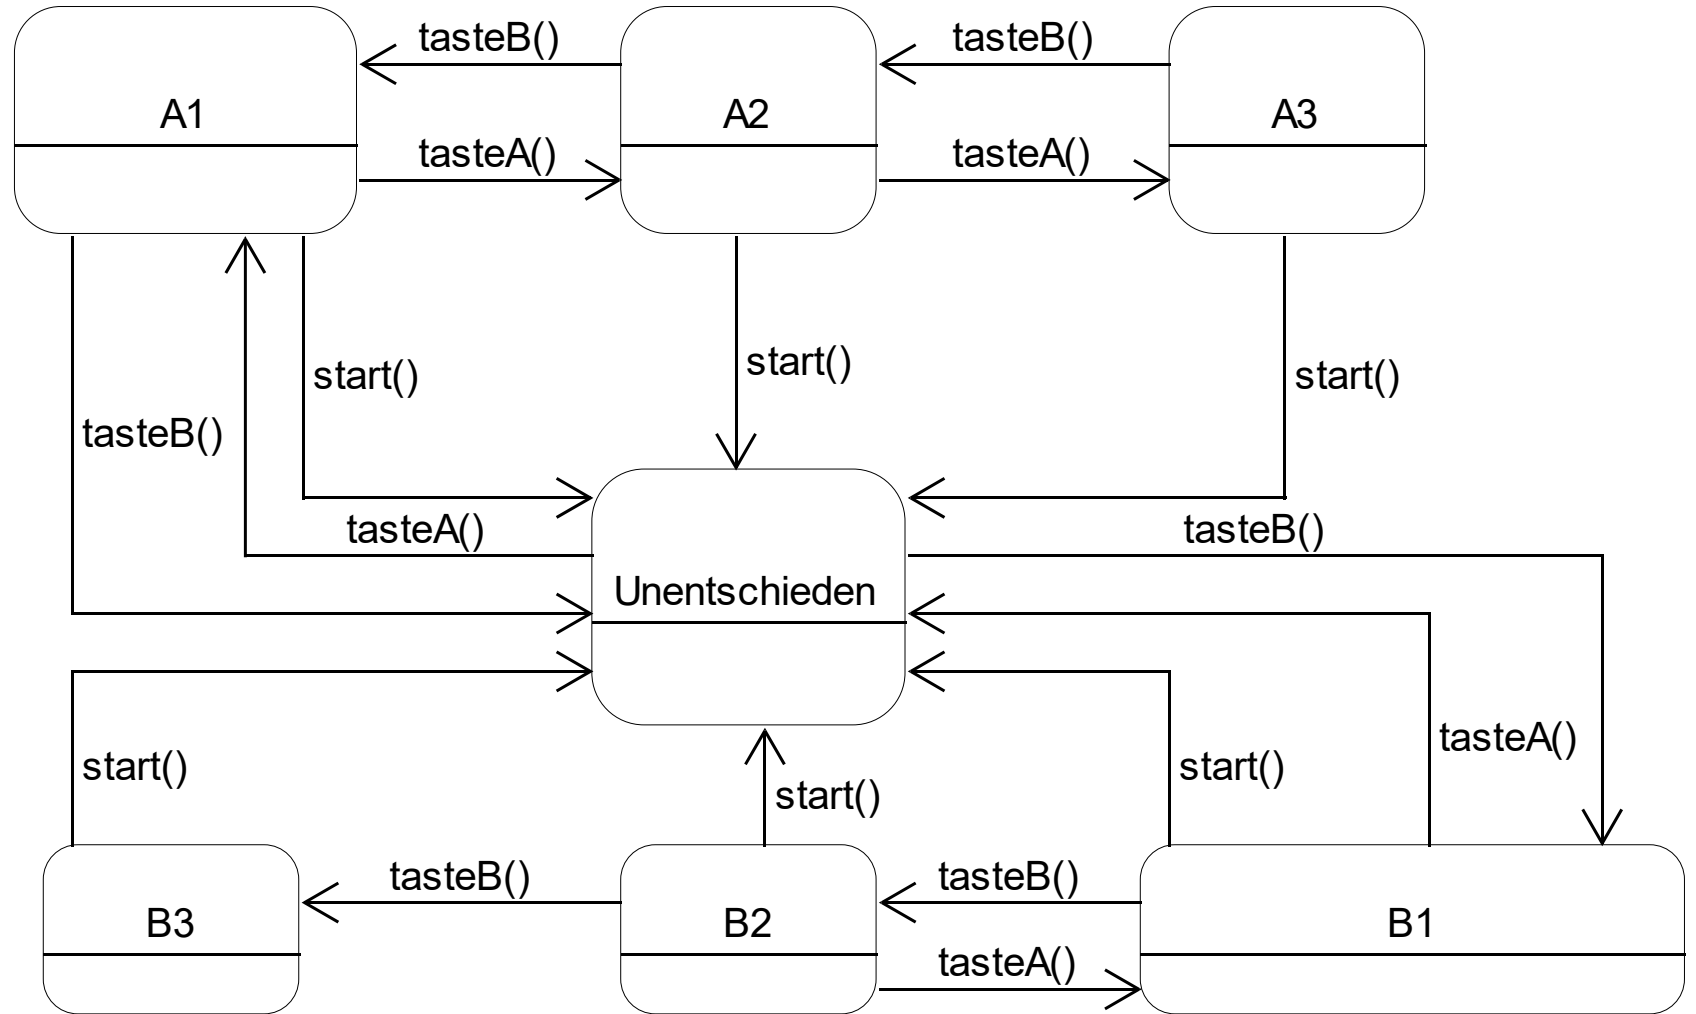 tasteB()
tasteB()
A1
A2
A3
tasteA()
tasteA()
start()
start()
start()
tasteB()
tasteA()
tasteB()
Unentschieden
start()
start()
start()
tasteA()
tasteB()
tasteB()
B3
B2
B1
tasteA()